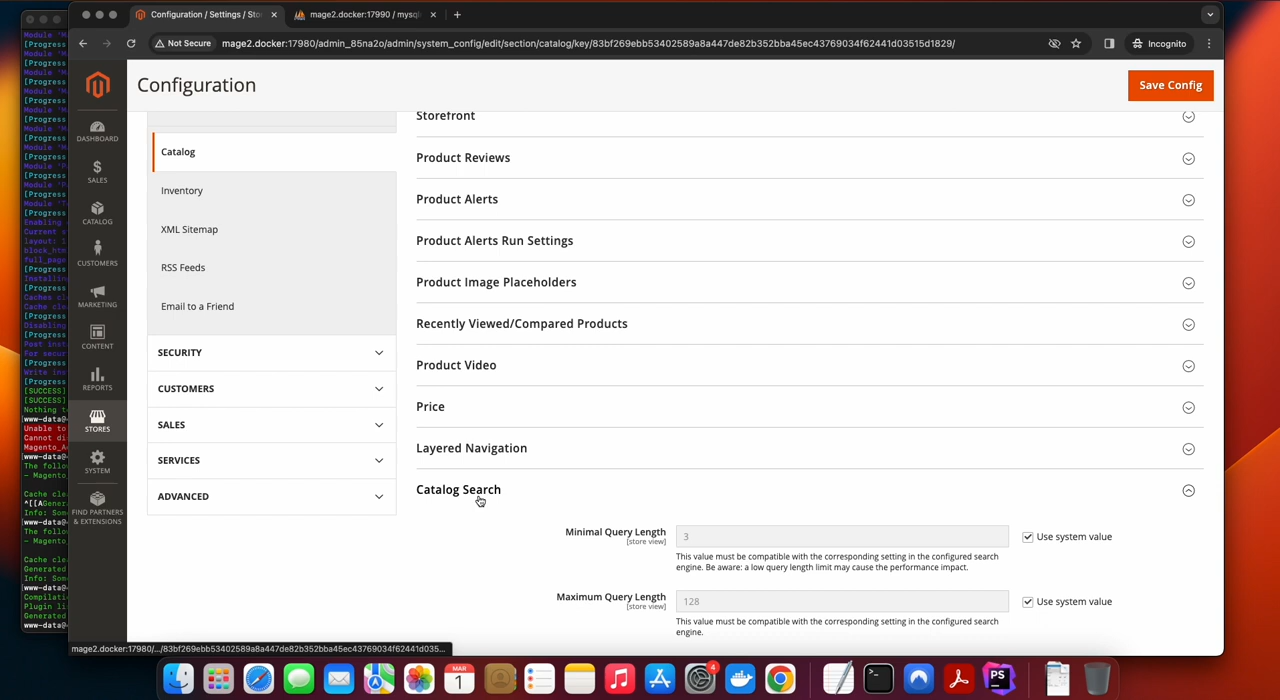 Configuration / Settings / Sto
mage2.docker:17990 / mysql
Not Secure
mage2.docker:17980/admin_85na2o/admin/system_config/edit/section/catalog/key/83bf269ebb53402589a8a447de82b352bba45ec43769034f62441d03515d1829/
Incognito
Configuration
Save Config
DASHBOARD
SALES
CATALOG
CUSTOMERS
MARKETING
CONTENT
REPORTS
STORES
SYSTEM
FIND PARTNERS
& EXTENSIONS
Catalog
Inventory
XML Sitemap
RSS Feeds
Email to a Friend
SECURITY
CUSTOMERS
SALES
SERVICES
ADVANCED
Storefront
Product Reviews
Product Alerts
Product Alerts Run Settings
Product Image Placeholders
Recently Viewed/Compared Products
Product Video
Price
Layered Navigation
Catalog Search
Minimal Query Length
[store view]
3
Use system value
This value must be compatible with the corresponding setting in the configured search
engine. Be aware: a low query length limit may cause the performance impact.
Maximum Query Length
[store view]
128
Use system value
This value must be compatible with the corresponding setting in the configured search
engine.
mage2.docker:17980/.../83bf269ebb53402589a8a447de82b352bba45ec43769034f62441d035...
MAR
1
4
PS